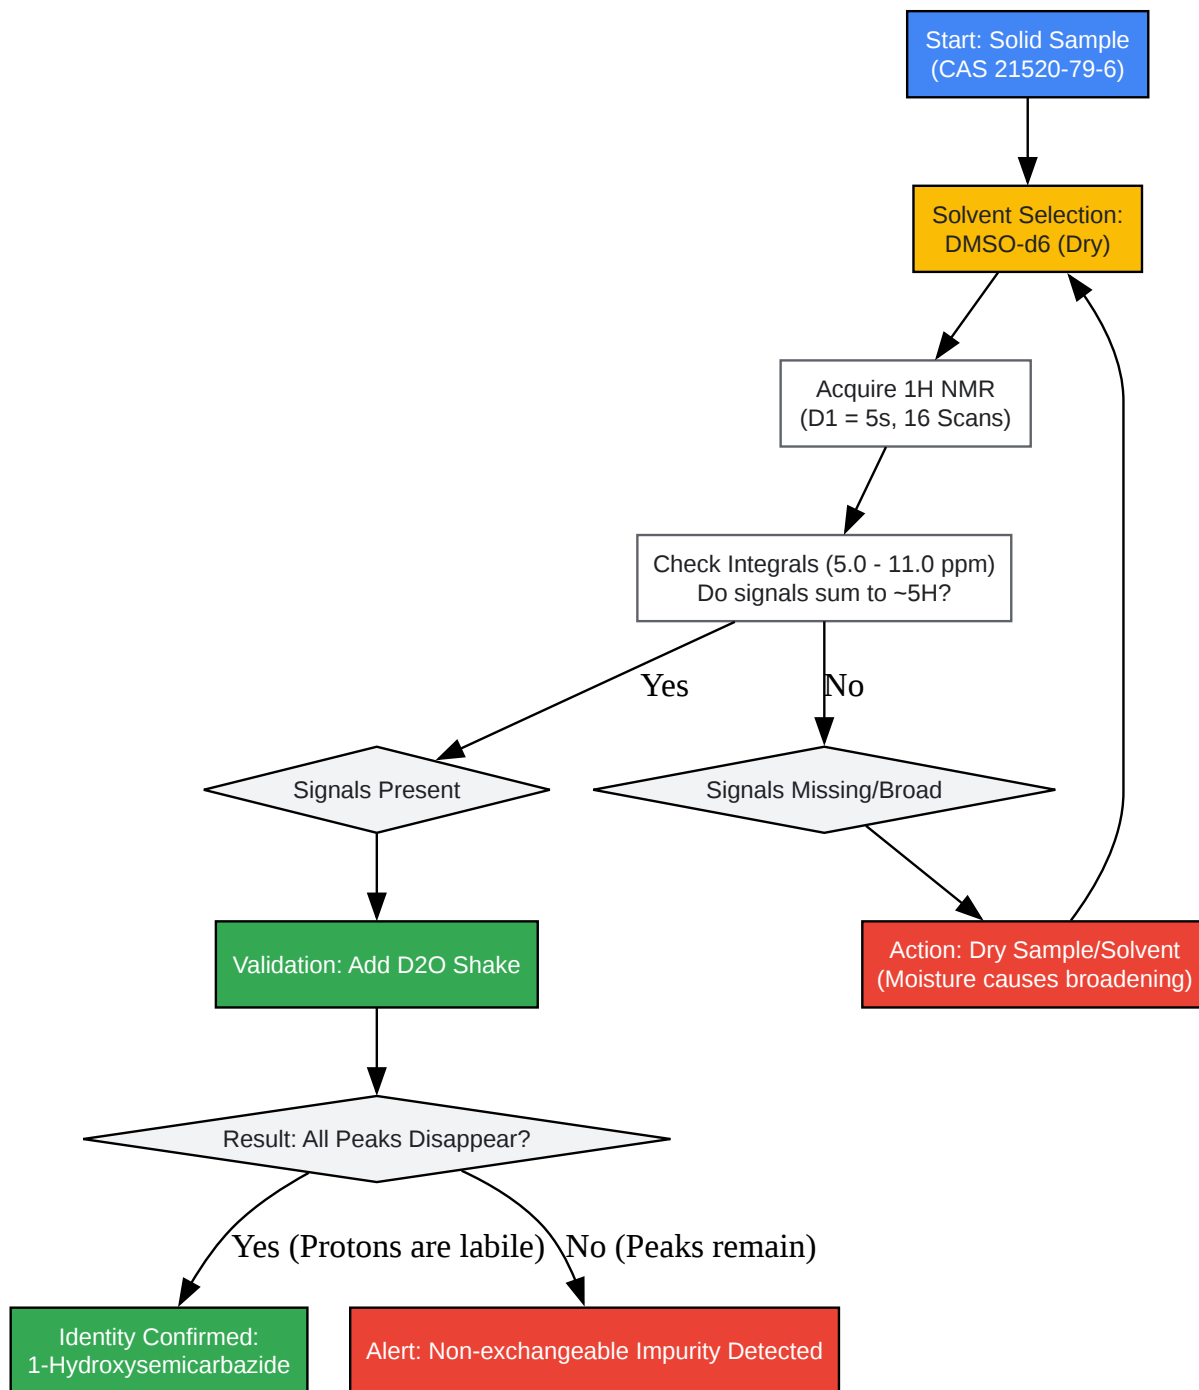 Start: Solid Sample
(CAS 21520-79-6)
Solvent Selection:
DMSO-d6 (Dry)
Acquire 1H NMR
(D1 = 5s, 16 Scans)
Check Integrals (5.0 - 11.0 ppm)
Do signals sum to ~5H?
Yes
No
Signals Present
Signals Missing/Broad
Validation: Add D2O Shake
Action: Dry Sample/Solvent
(Moisture causes broadening)
Result: All Peaks Disappear?
Yes (Protons are labile)
No (Peaks remain)
Identity Confirmed:
1-Hydroxysemicarbazide
Alert: Non-exchangeable Impurity Detected